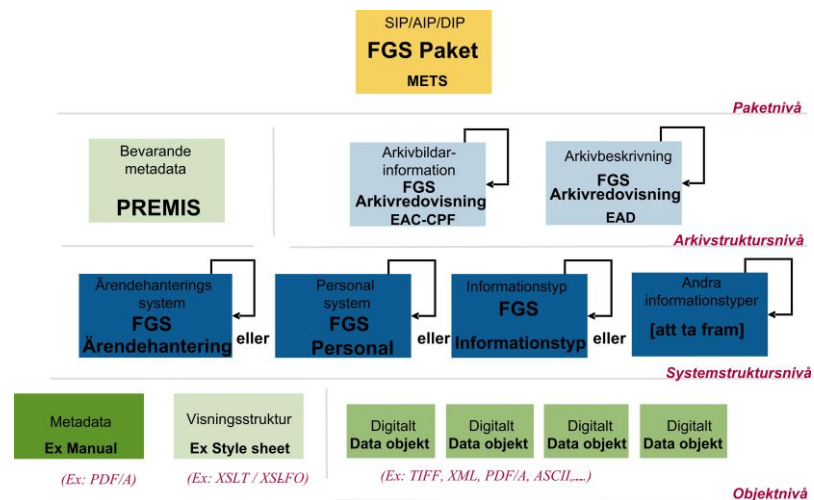 SIP/AIP/DIP
FGS Paket
METS
Paketnivå
Bevarande
metadata
PREMIS
Arkivbildar-
information
FGS
Arkivredovisning
EAC-CPF
Arkivbeskrivning
FGS
Arkivredovisning
EAD
Arkivstruktursnivå
Ärendehanterings
system
FGS
Ärendehantering
eller
Personal
system
FGS
Personal
eller
Informationstyp
FGS
Informationstyp
eller
Andra
informationstyper
[att ta fram]
Systemstruktursnivå
Metadata
Ex Manual
(Ex: PDF/A)
Visningsstruktur
Ex Style sheet
(Ex: XSLT / XSLFO)
Digitalt
Data objekt
Digitalt
Data objekt
Digitalt
Data objekt
Digitalt
Data objekt
(Ex: TIFF, XML, PDF/A, ASCII,....)
Objektnivå